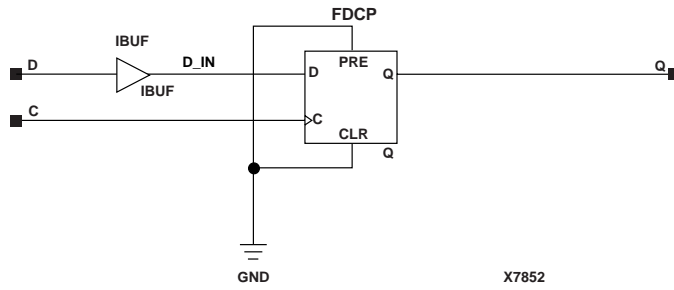 FDCP
IBUF
D
D_IN
IBUF
D
PRE
Q
Q
C
C
CLR
Q
GND
X7852